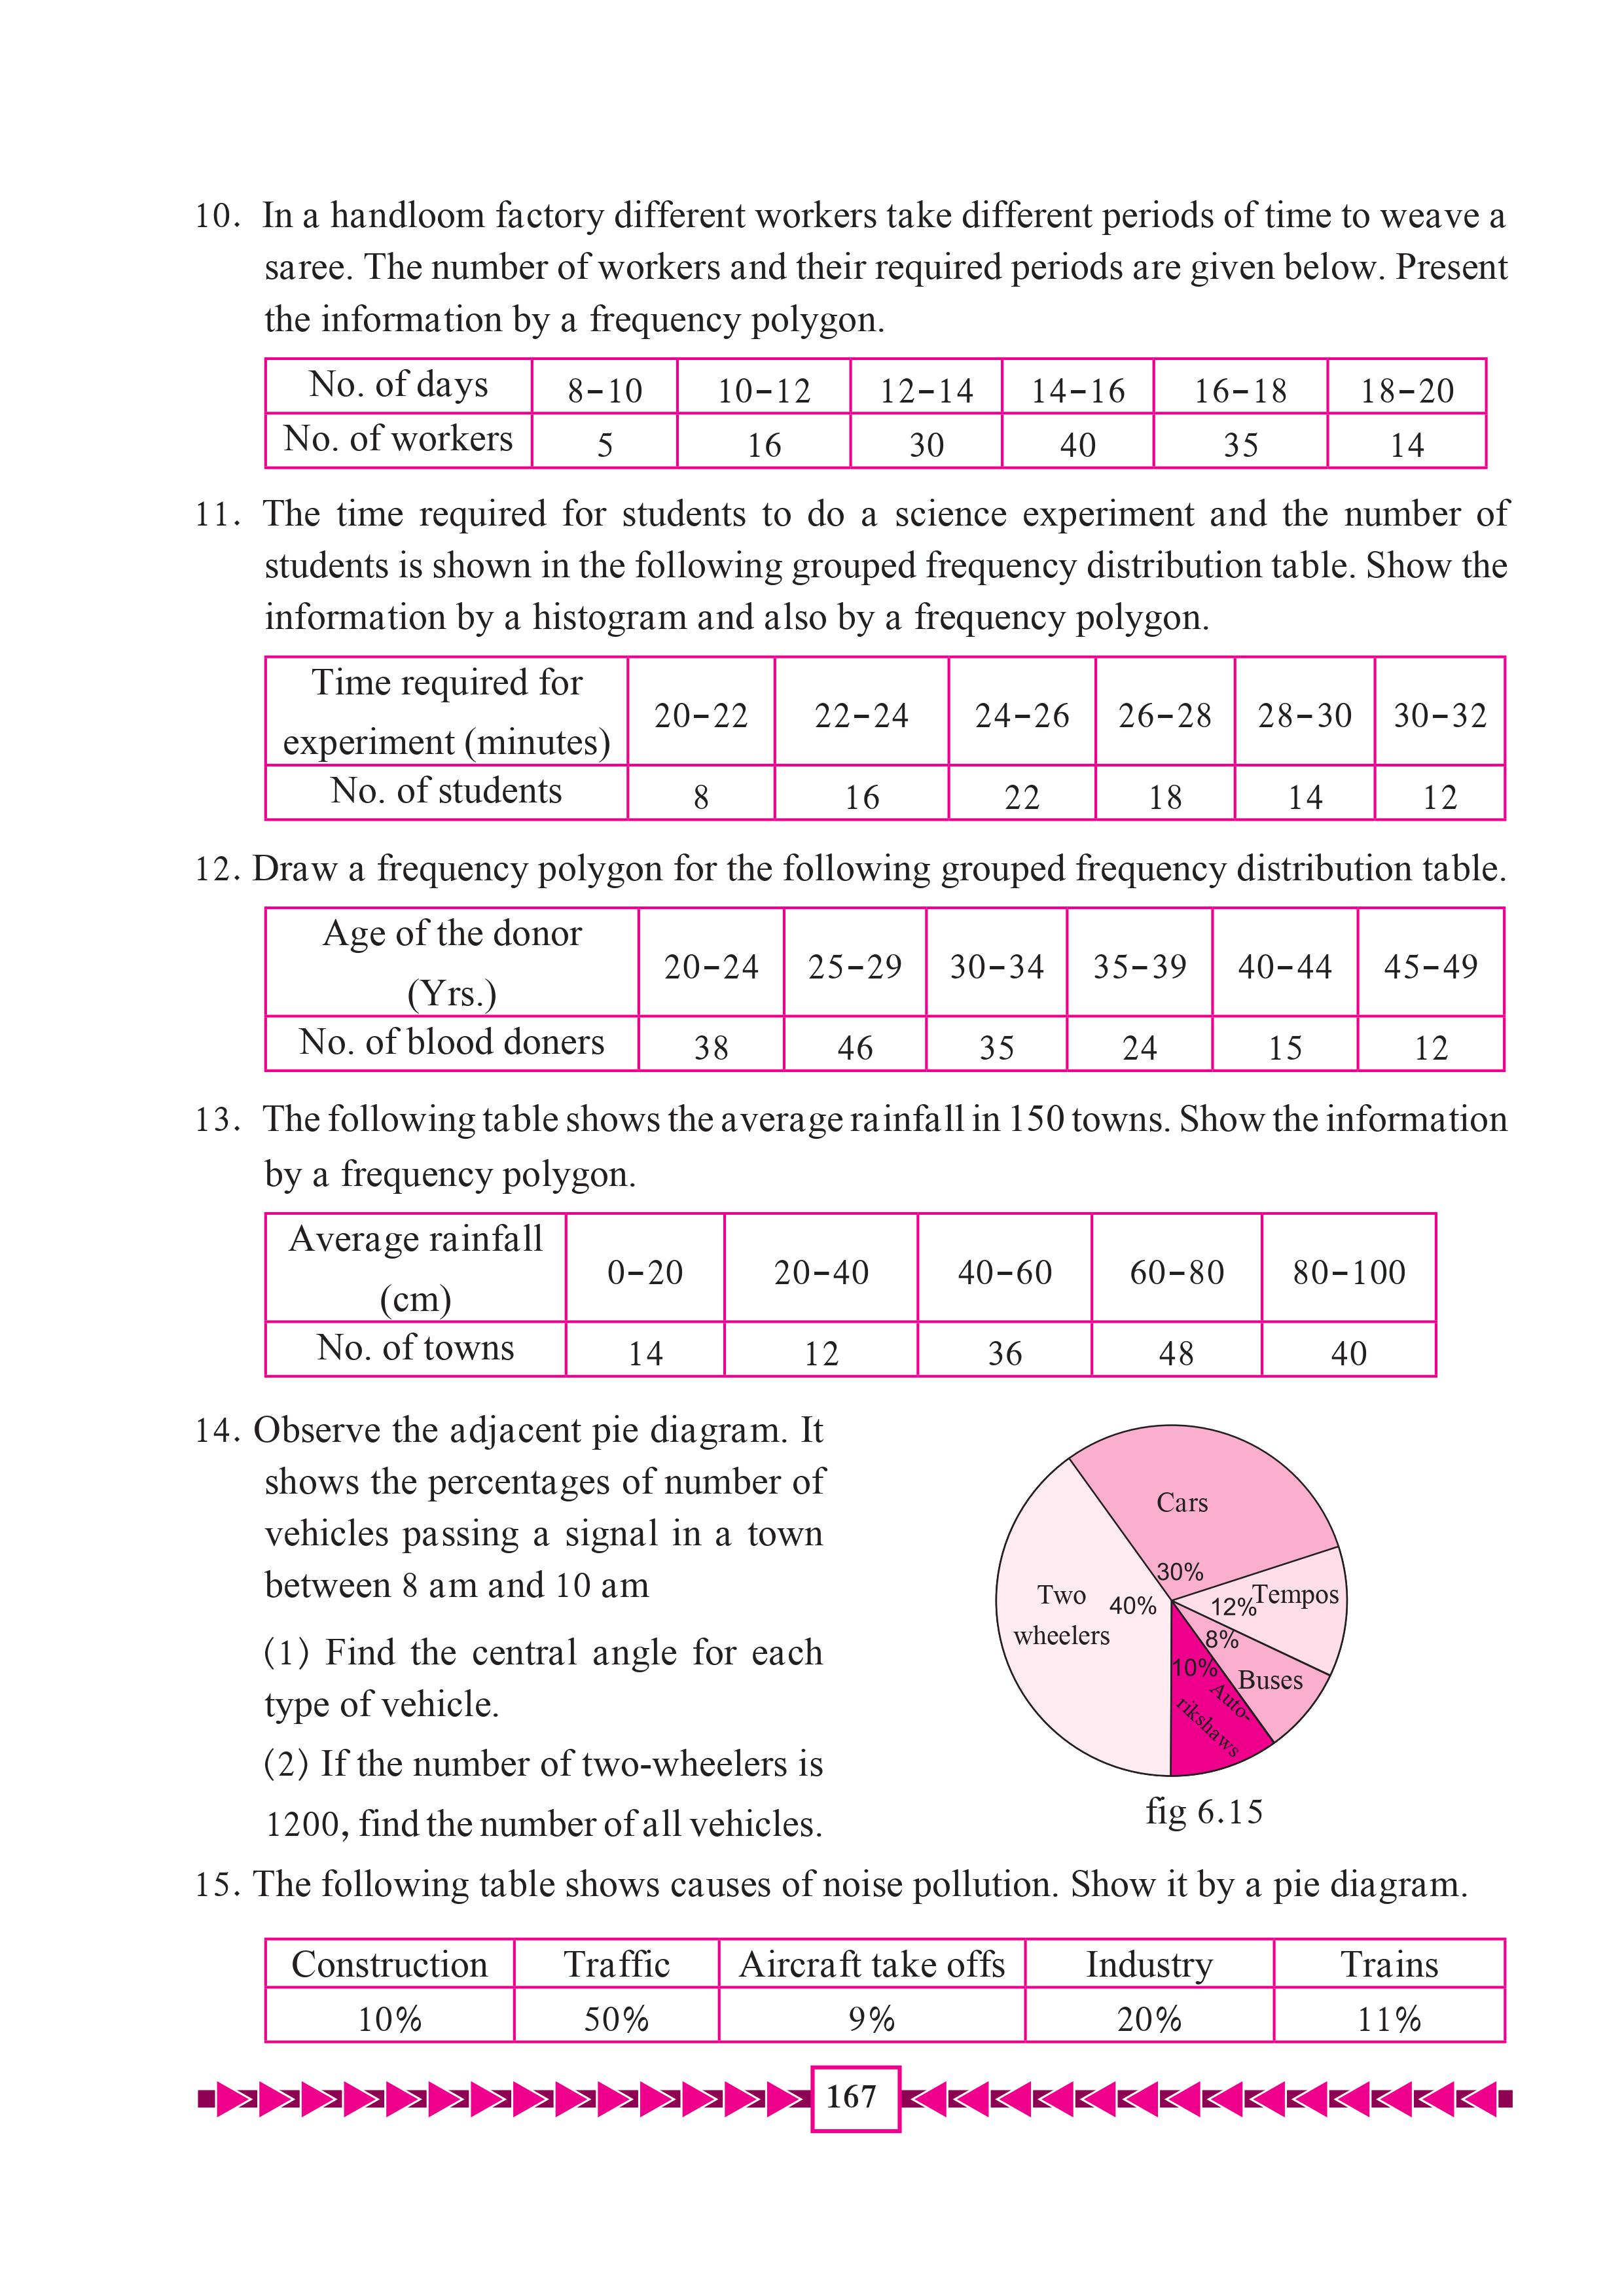 10. In a handloom factory different workers take different periods of time to weave a
saree. The number of workers and their required periods are given below. Present
the information by a frequency polygon.
No. of days 8-10 10-12 12-14 14-16 16-18 18-20
No. of workers 5 16 30 40 35 14
11. The time required for students to do a science experiment and the number of
students is shown in the following grouped frequency distribution table. Show the
information by a histogram and also by a frequency polygon.
Time required for
experiment (minutes) 20-22 22-24 24-26 26-28 28-30 30-32
No. of students 8 16 22 18 14 12
12. Draw a frequency polygon for the following grouped frequency distribution table.
Age of the donor
(Yrs.) 20-24 25-29 30-34 35-39 40-44 45-49
No. of blood doners 38 46 35 24 15 12
13. The following table shows the average rainfall in 150 towns. Show the information
by a frequency polygon.
Average rainfall
(cm) 0-20 20-40 40-60 60-80 80-100
No. of towns 14 12 36 48 40
14. Observe the adjacent pie diagram. It
shows the percentages of number of
vehicles passing a signal in a town
between 8 am and 10 am
(1) Find the central angle for each
type of vehicle.
(2) If the number of two-wheelers is
1200, find the number of all vehicles.
Cars
30%
Two
wheelers
40%
12%
Tempos
8%
Buses
10%
Auto-
rikshaws
fig 6.15
15. The following table shows causes of noise pollution. Show it by a pie diagram.
Construction Traffic Aircraft take offs Industry Trains
10% 50% 9% 20% 11%
167